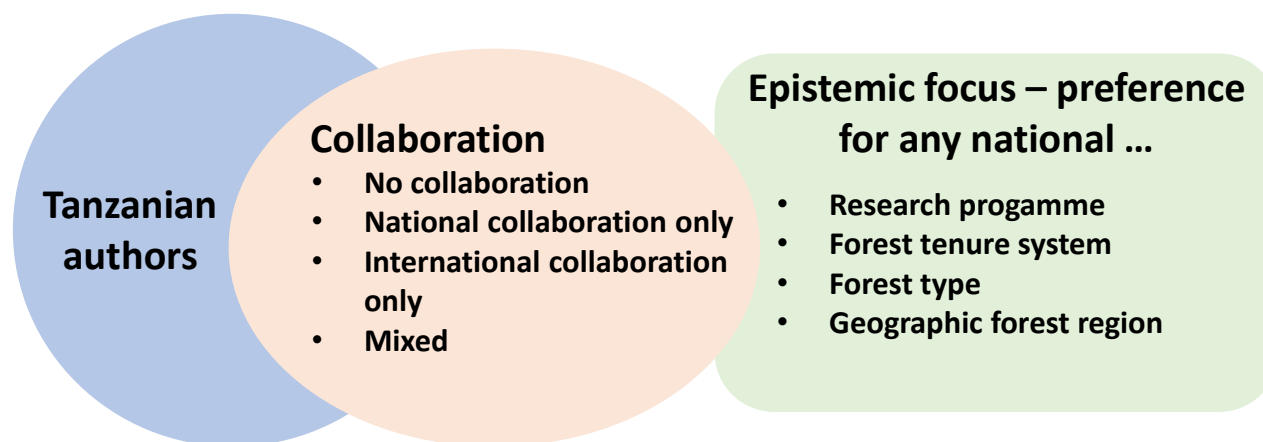 Tanzanian
authors
Collaboration
• No collaboration
• National collaboration only
• International collaboration
only
• Mixed
Epistemic focus – preference
for any national ...
• Research progamme
• Forest tenure system
• Forest type
• Geographic forest region